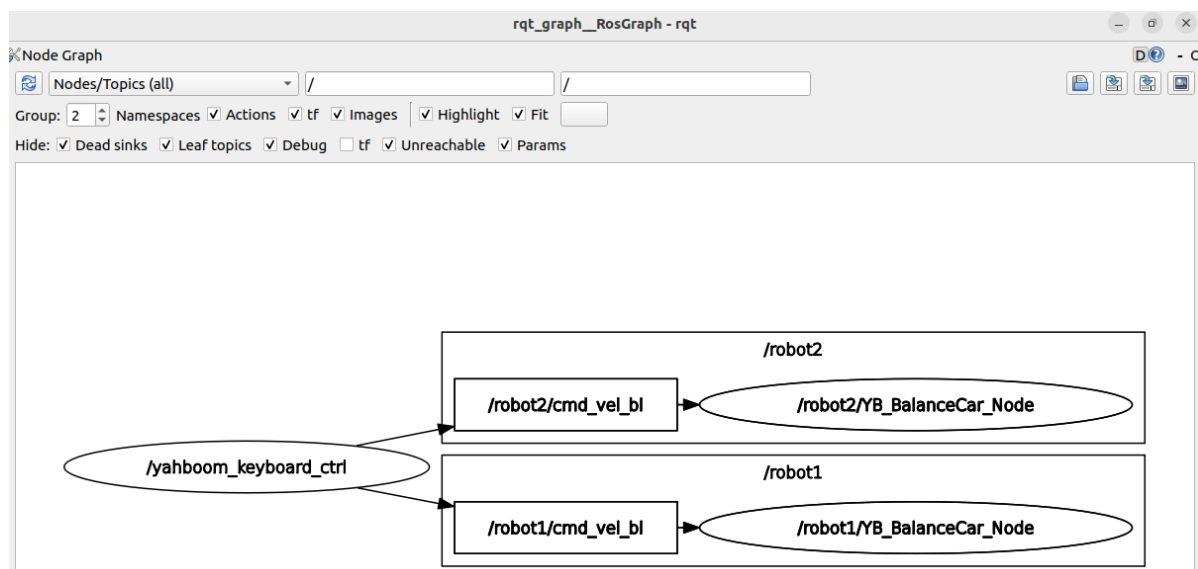 rqt_graph__RosGraph - rqt
Node Graph D ? - O
Nodes/Topics (all) / /
Group: 2 Namespaces Actions tf Images Highlight Fit
Hide: Dead sinks Leaf topics Debug tf Unreachable Params
/robot2
/robot2/cmd_vel_bl /robot2/YB_BalanceCar_Node
/yahboom_keyboard_ctrl
/robot1
/robot1/cmd_vel_bl /robot1/YB_BalanceCar_Node